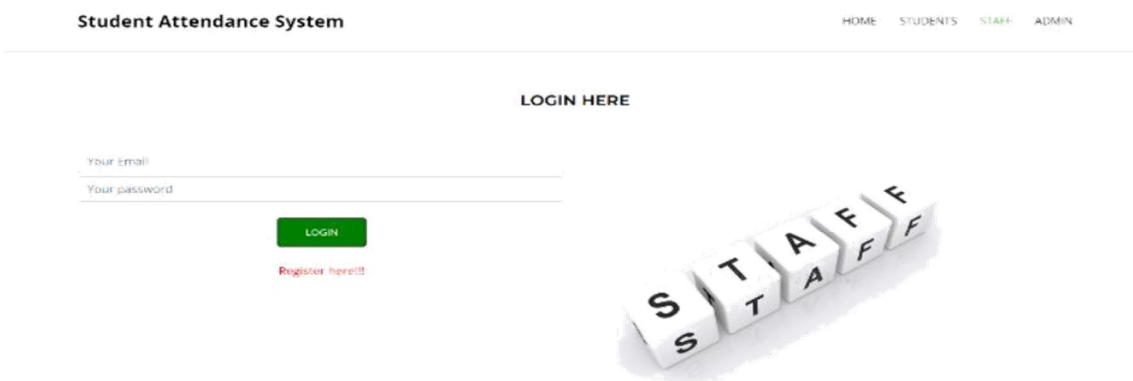 Student Attendance System
HOME STUDENTS STAFF ADMIN
LOGIN HERE
Your Email
Your password
LOGIN
Register here!!!
S T A F F
S T A F F